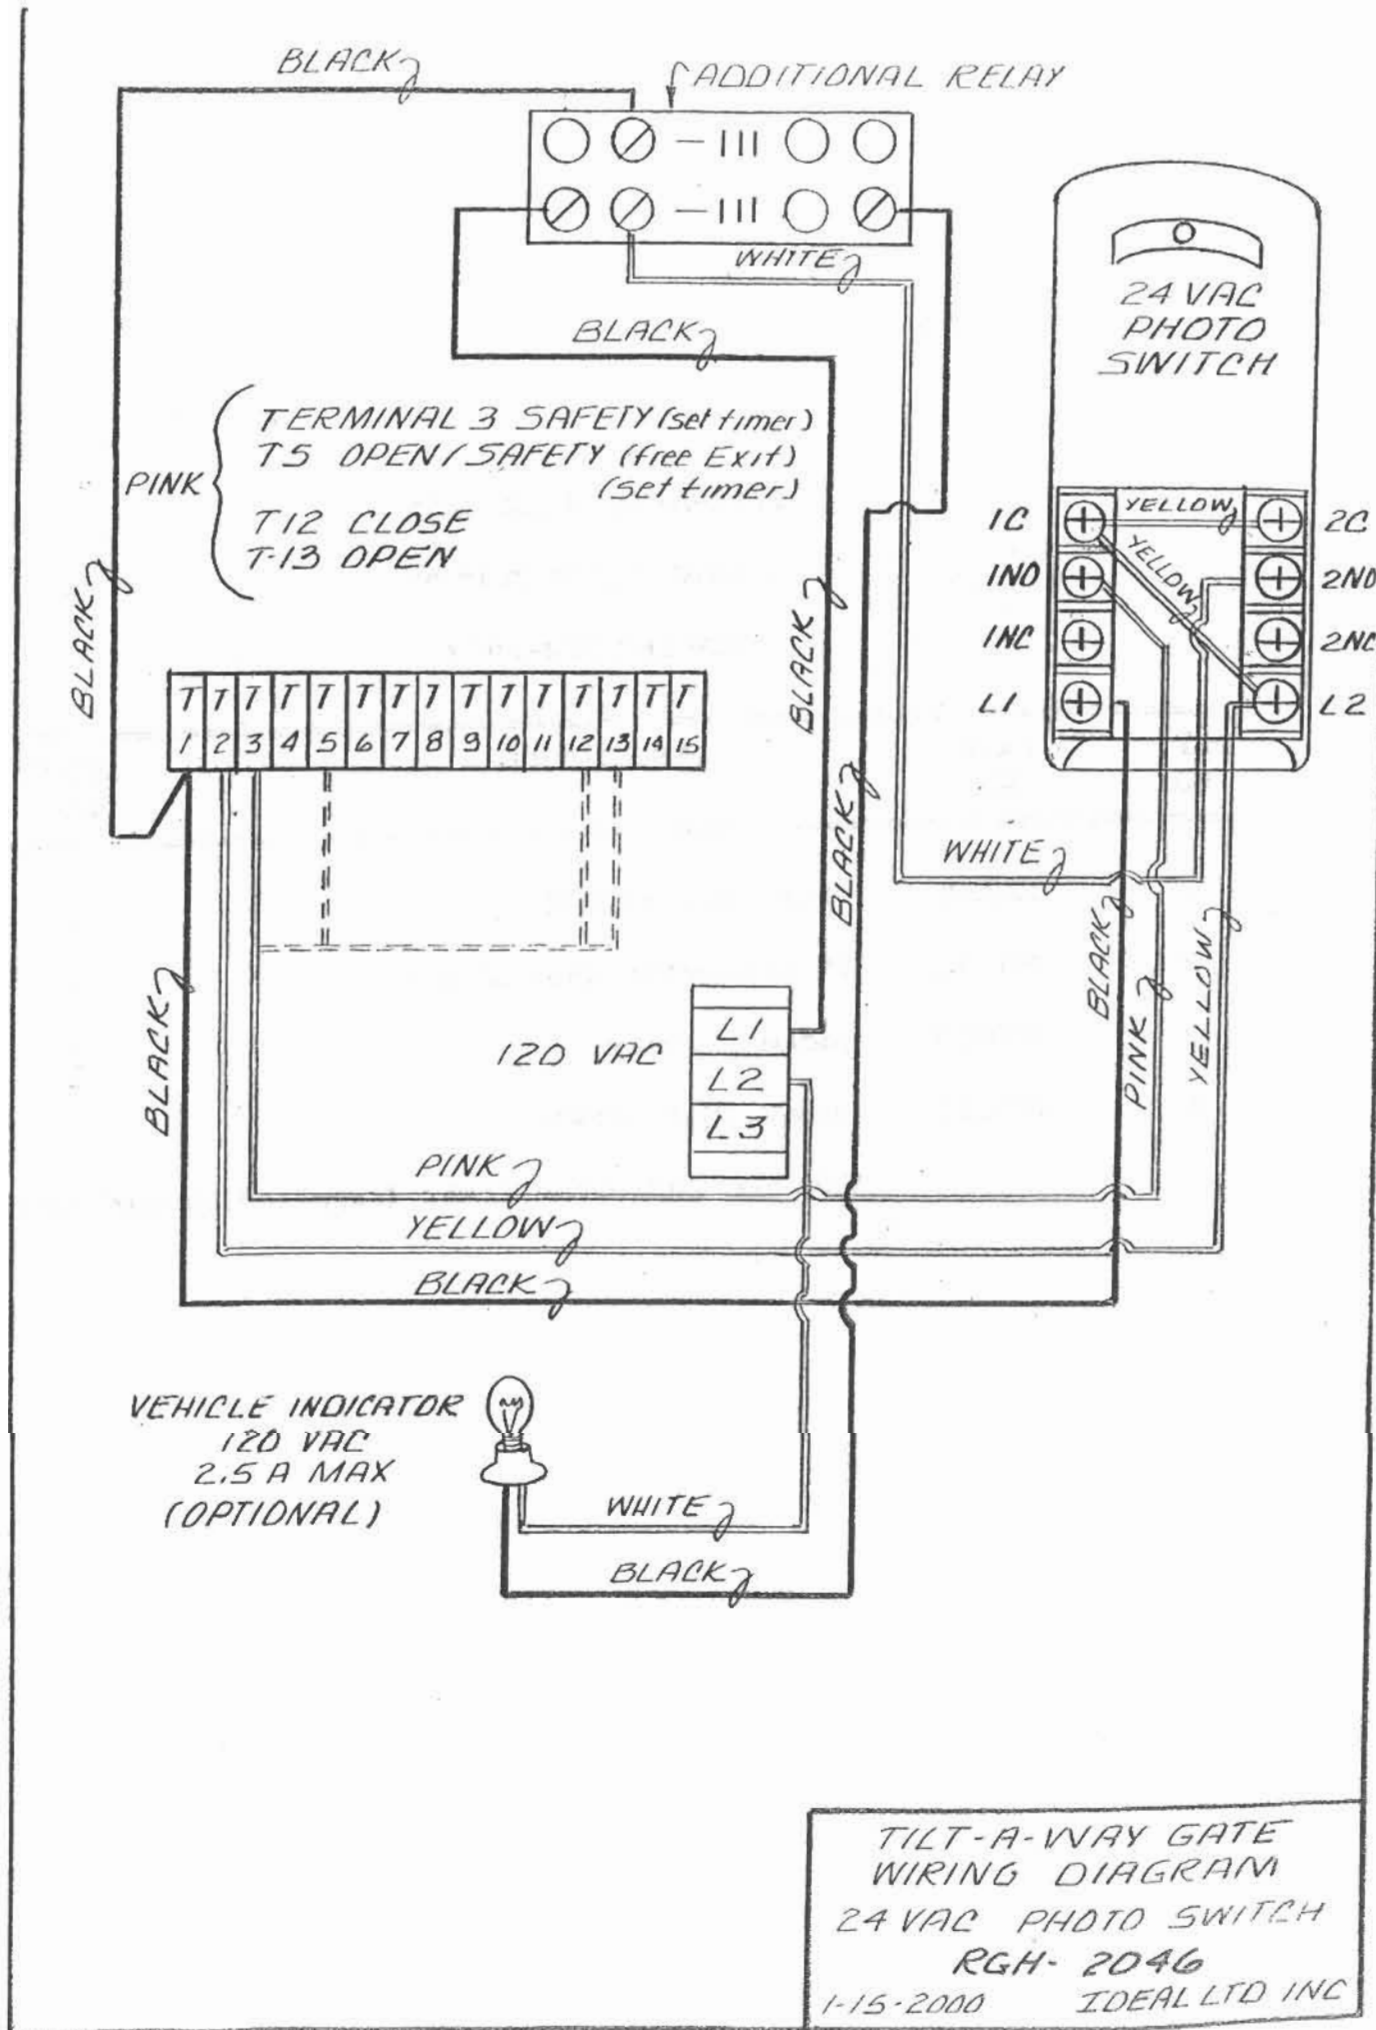 BLACK
ADDITIONAL RELAY
WHITE
BLACK
24 VAC
PHOTO
SWITCH
PINK
TERMINAL 3 SAFETY (set timer)
T5 OPEN/SAFETY (free Exit)
(set timer)
T12 CLOSE
T-13 OPEN
1C
YELLOW
2C
1NO
YELLOW
2NO
1NC
2NC
L1
L2
BLACK
BLACK
T T T T T T T T T T T T T T T
1 2 3 4 5 6 7 8 9 10 11 12 13 14 15
BLACK
WHITE
BLACK
BLACK
PINK
YELLOW
120 VAC
L1
L2
L3
PINK
YELLOW
BLACK
VEHICLE INDICATOR
120 VAC
2.5 A MAX
(OPTIONAL)
WHITE
BLACK
TILT-A-WAY GATE
WIRING DIAGRAM
24 VAC PHOTO SWITCH
RGH- 2046
1-15-2000 IDEAL LTD INC